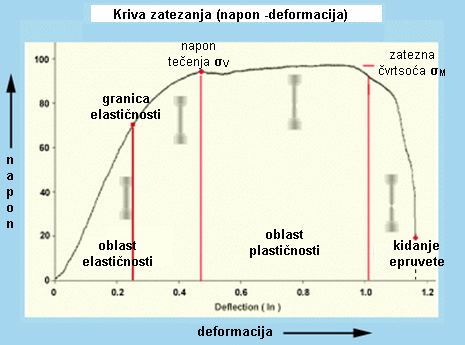 Kriva zatezanja (napon -deformacija)
napon
tečenja σV
zatezna
čvrtsoća σM
granica
elastičnosti
100
80
60
40
20
0
n
a
p
o
n
oblast
elastičnosti
oblast
plastičnosti
kidanje
epruvete
0 0.2 0.4 0.6 0.8 1.0 1.2
Deflection ( In )
deformacija